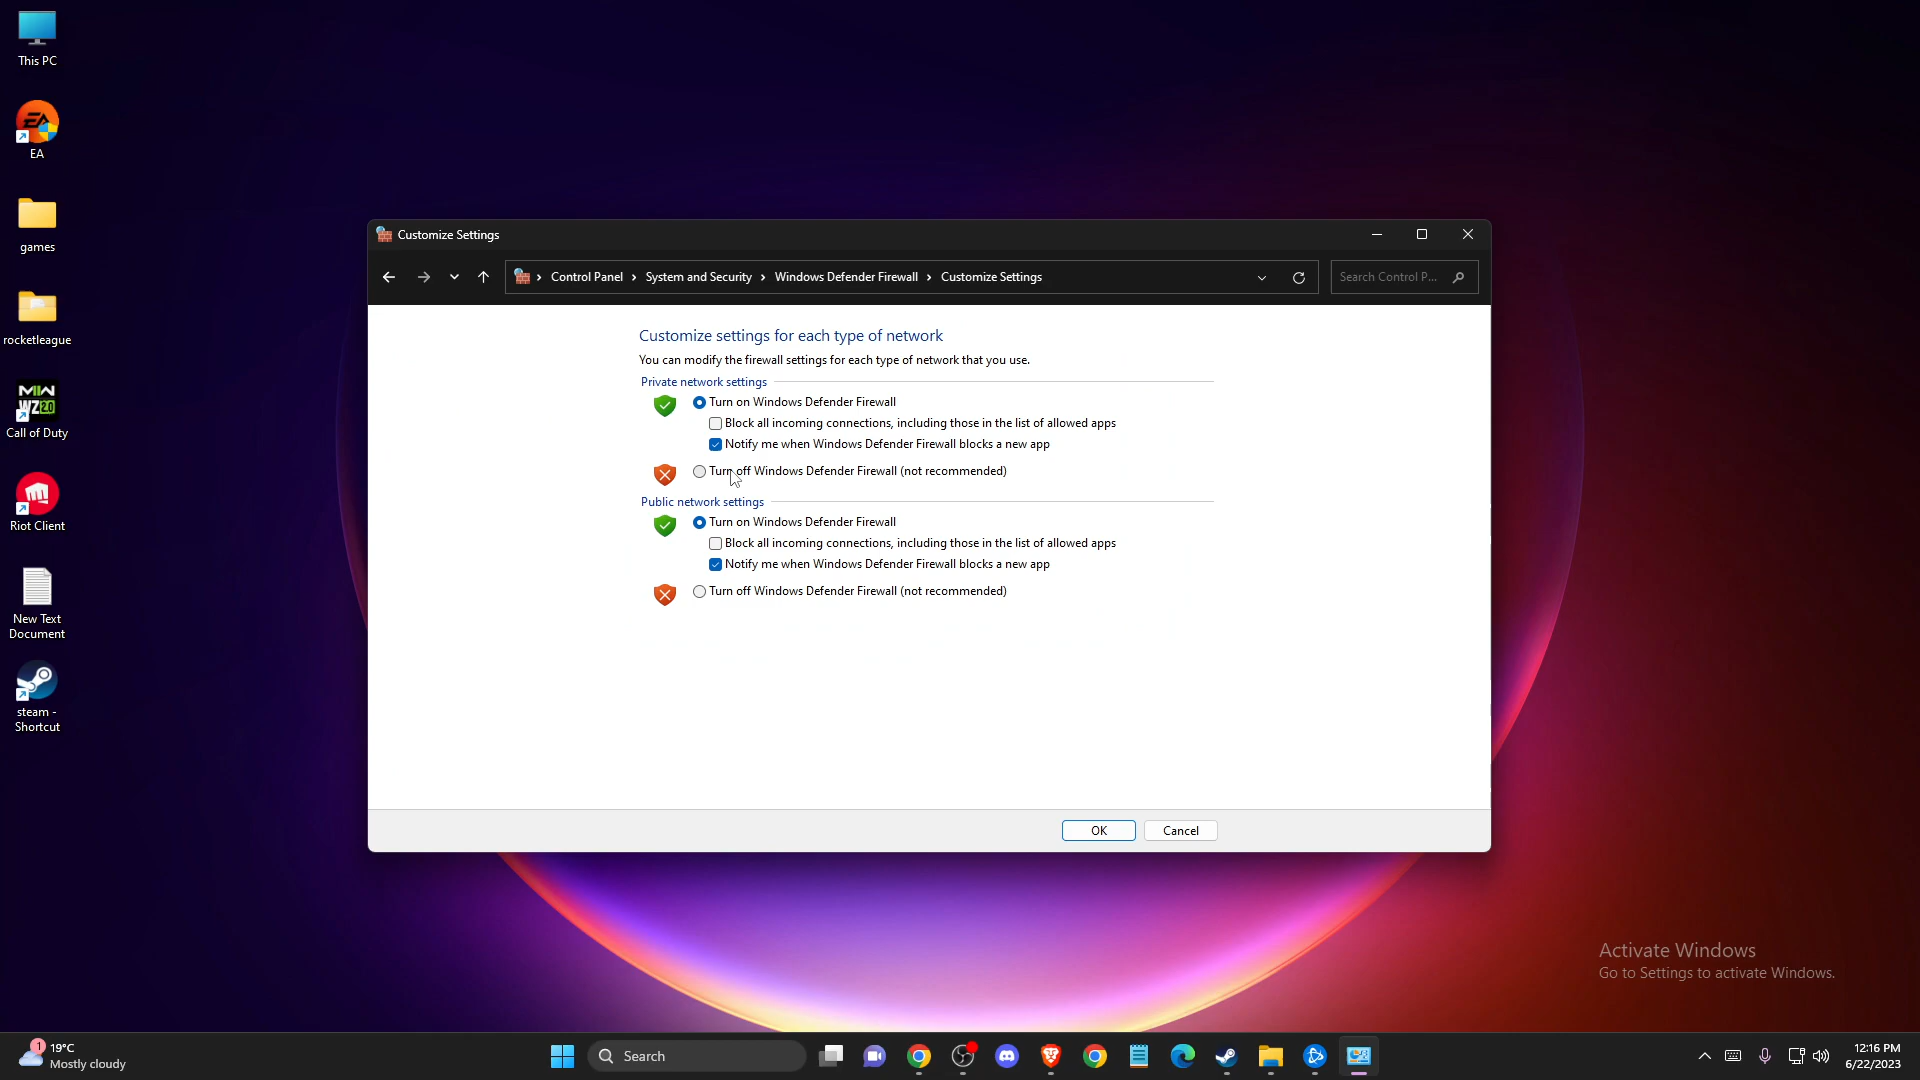 This PC
EA
games
rocketleague
MW
WZ 2.0
Call of Duty
Riot Client
New Text
Document
steam -
Shortcut
Customize Settings
Control Panel › System and Security › Windows Defender Firewall › Customize Settings
Search Control P...
Customize settings for each type of network
You can modify the firewall settings for each type of network that you use.
Private network settings
Turn on Windows Defender Firewall
Block all incoming connections, including those in the list of allowed apps
Notify me when Windows Defender Firewall blocks a new app
Turn off Windows Defender Firewall (not recommended)
Public network settings
Turn on Windows Defender Firewall
Block all incoming connections, including those in the list of allowed apps
Notify me when Windows Defender Firewall blocks a new app
Turn off Windows Defender Firewall (not recommended)
OK Cancel
Activate Windows
Go to Settings to activate Windows.
1
19°C
Mostly cloudy
Search
12:16 PM
6/22/2023